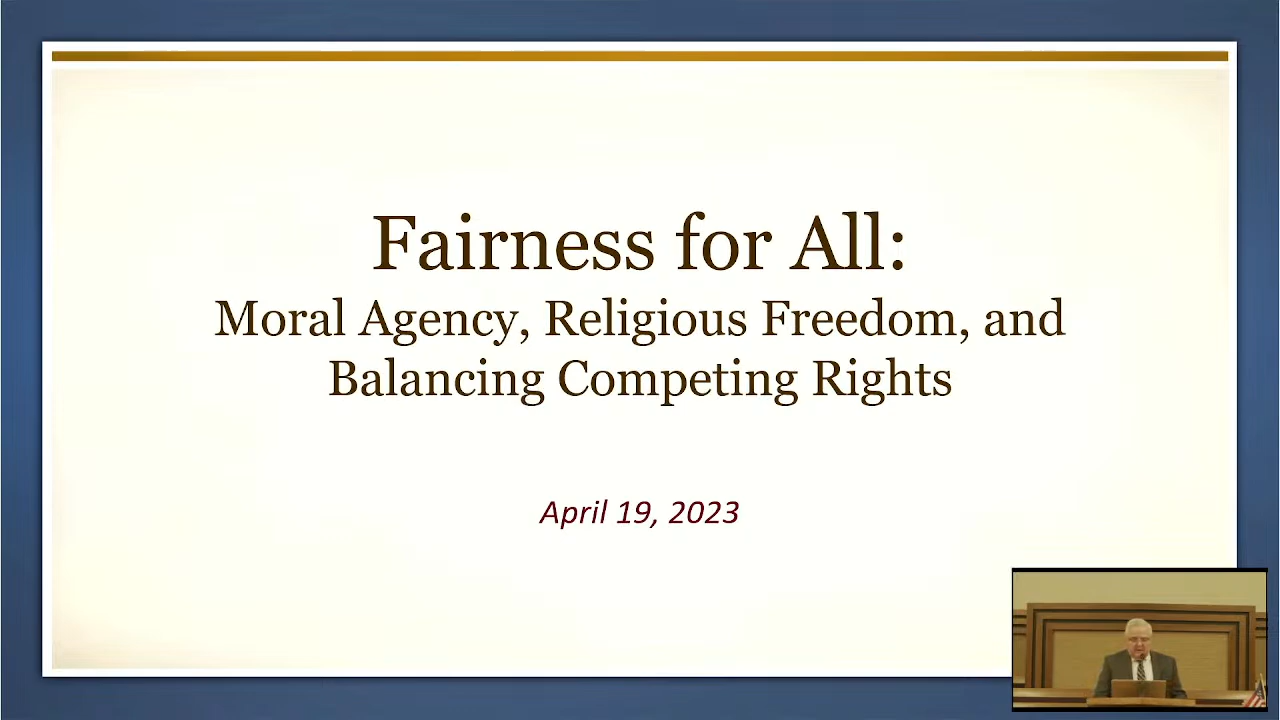 Fairness for All:
Moral Agency, Religious Freedom, and
Balancing Competing Rights
April 19, 2023